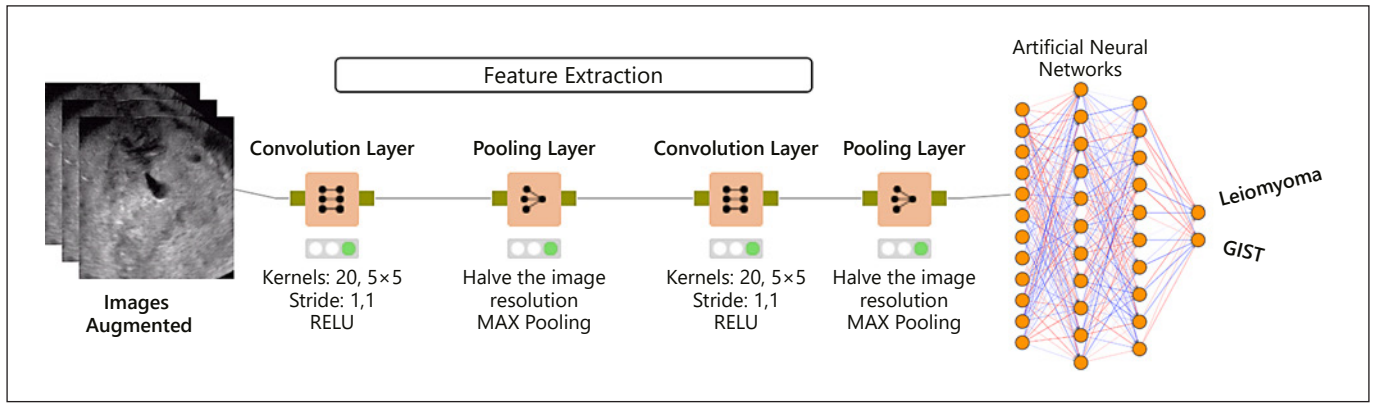 Feature Extraction
Artificial Neural
Networks
Convolution Layer
Pooling Layer
Convolution Layer
Pooling Layer
Images
Augmented
Kernels: 20, 5×5
Stride: 1,1
RELU
Halve the image
resolution
MAX Pooling
Kernels: 20, 5×5
Stride: 1,1
RELU
Halve the image
resolution
MAX Pooling
Leiomyoma
GIST